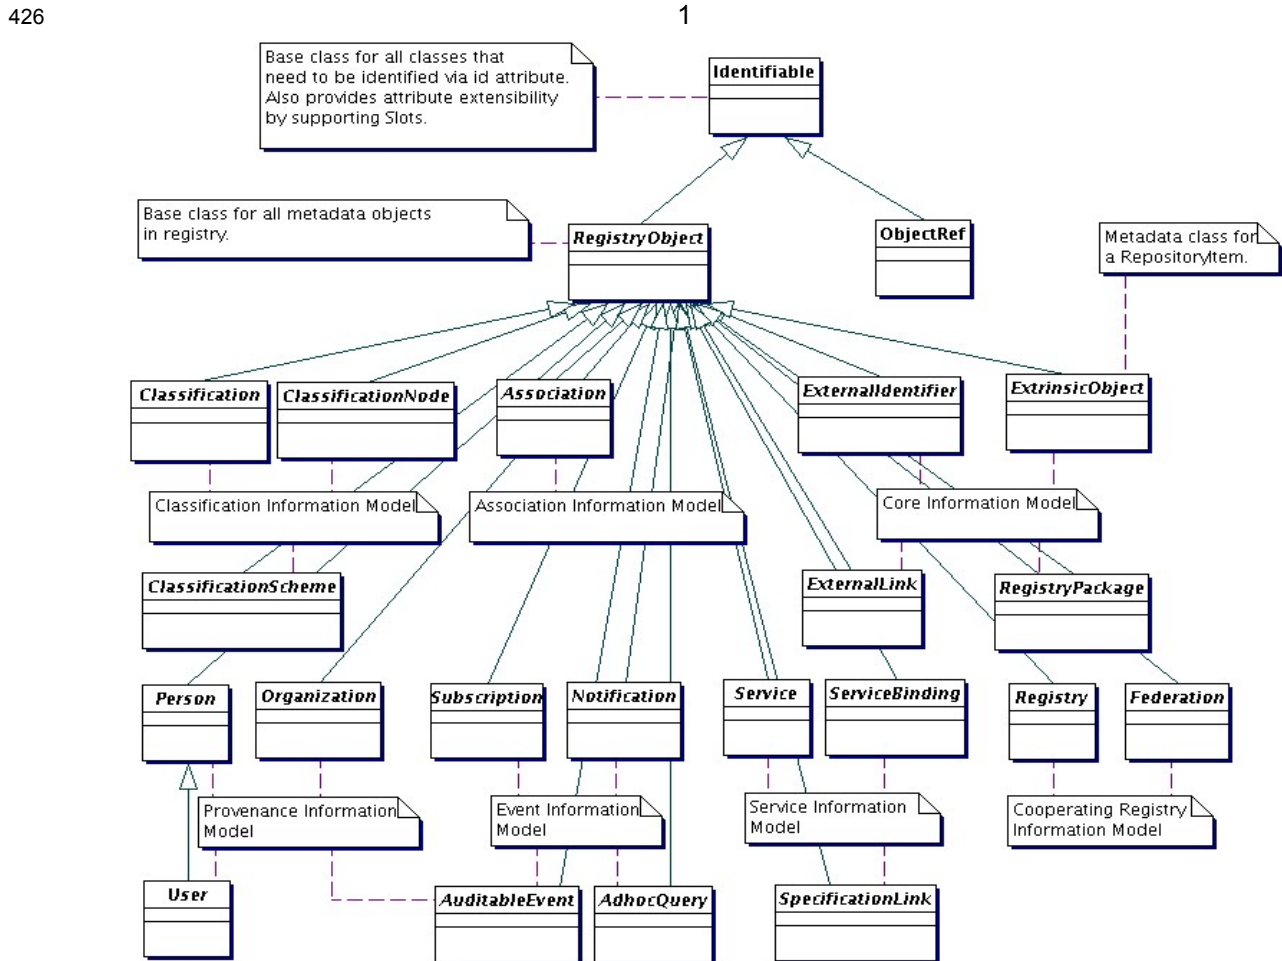 426
1
Base class for all classes that
need to be identified via id attribute.
Also provides attribute extensibility
by supporting Slots.
Identifiable
Base class for all metadata objects
in registry.
RegistryObject
ObjectRef
Metadata class for
a RepositoryItem.
Classification
ClassificationNode
Association
ExternalIdentifier
ExtrinsicObject
Classification Information Model
Association Information Model
Core Information Model
ClassificationScheme
ExternalLink
RegistryPackage
Person
Organization
Subscription
Notification
Service
ServiceBinding
Registry
Federation
Provenance Information
Model
Event Information
Model
Service Information
Model
Cooperating Registry
Information Model
User
AuditableEvent
AdhocQuery
SpecificationLink